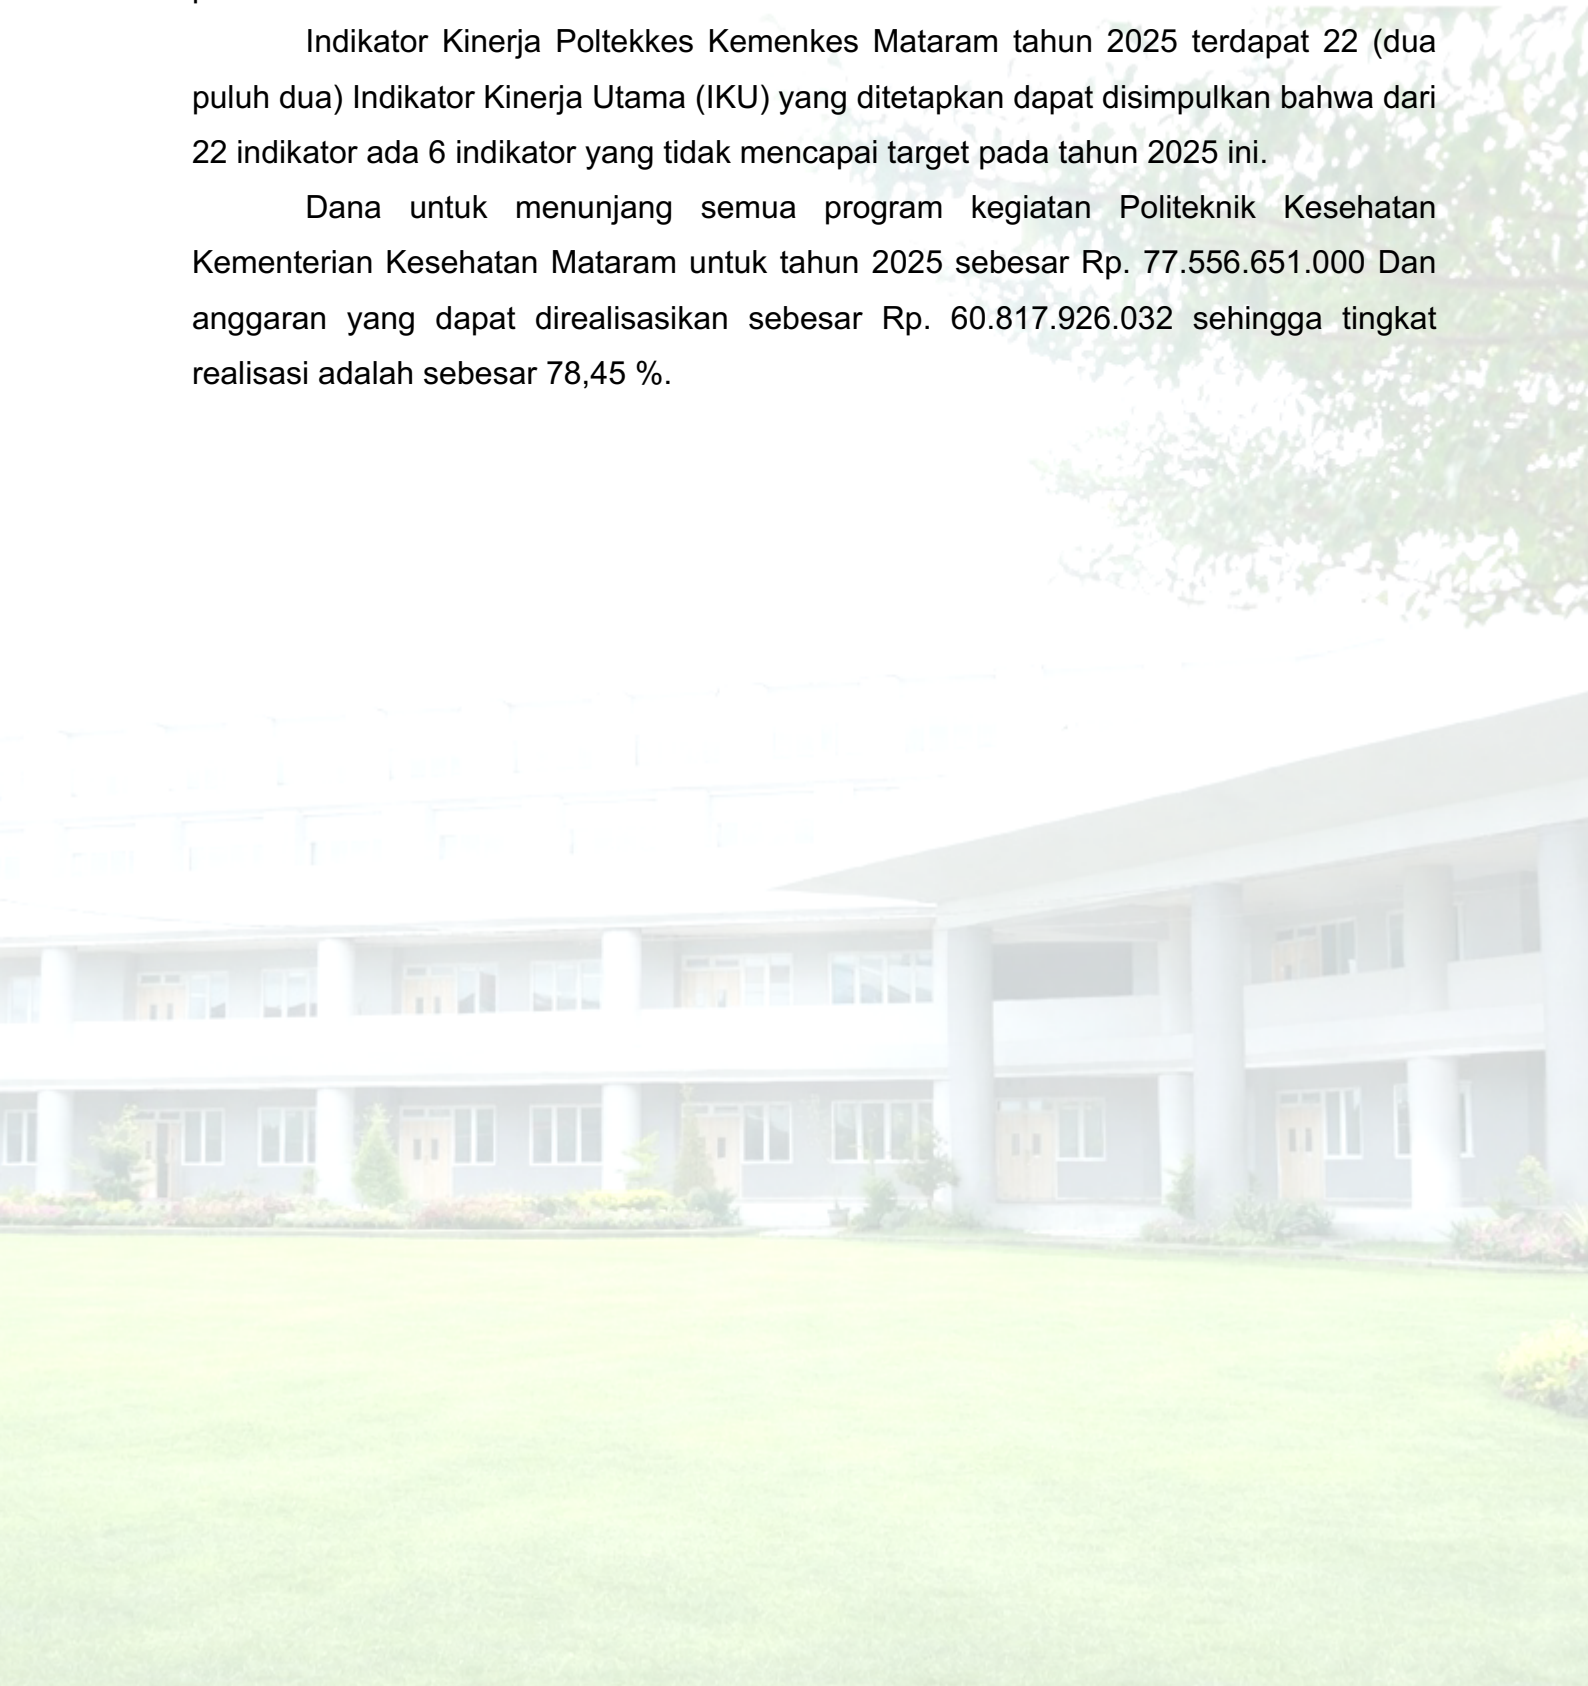 Indikator Kinerja Poltekkes Kemenkes Mataram tahun 2025 terdapat 22 (dua
puluh dua) Indikator Kinerja Utama (IKU) yang ditetapkan dapat disimpulkan bahwa dari
22 indikator ada 6 indikator yang tidak mencapai target pada tahun 2025 ini.
Dana untuk menunjang semua program kegiatan Politeknik Kesehatan
Kementerian Kesehatan Mataram untuk tahun 2025 sebesar Rp. 77.556.651.000 Dan
anggaran yang dapat direalisasikan sebesar Rp. 60.817.926.032 sehingga tingkat
realisasi adalah sebesar 78,45 %.